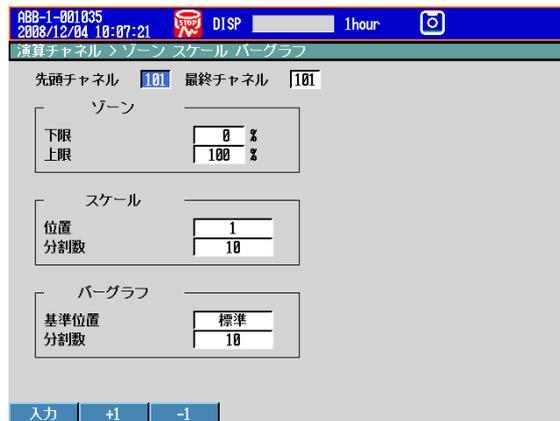 ABB-1-001035
2008/12/04 10:07:21 STOP DISP 1hour
演算チャネル > ゾーン スケール バーグラフ
先頭チャネル 101 最終チャネル 101
ゾーン
下限 0 %
上限 100 %
スケール
位置 1
分割数 10
バーグラフ
基準位置 標準
分割数 10
入力 +1 -1